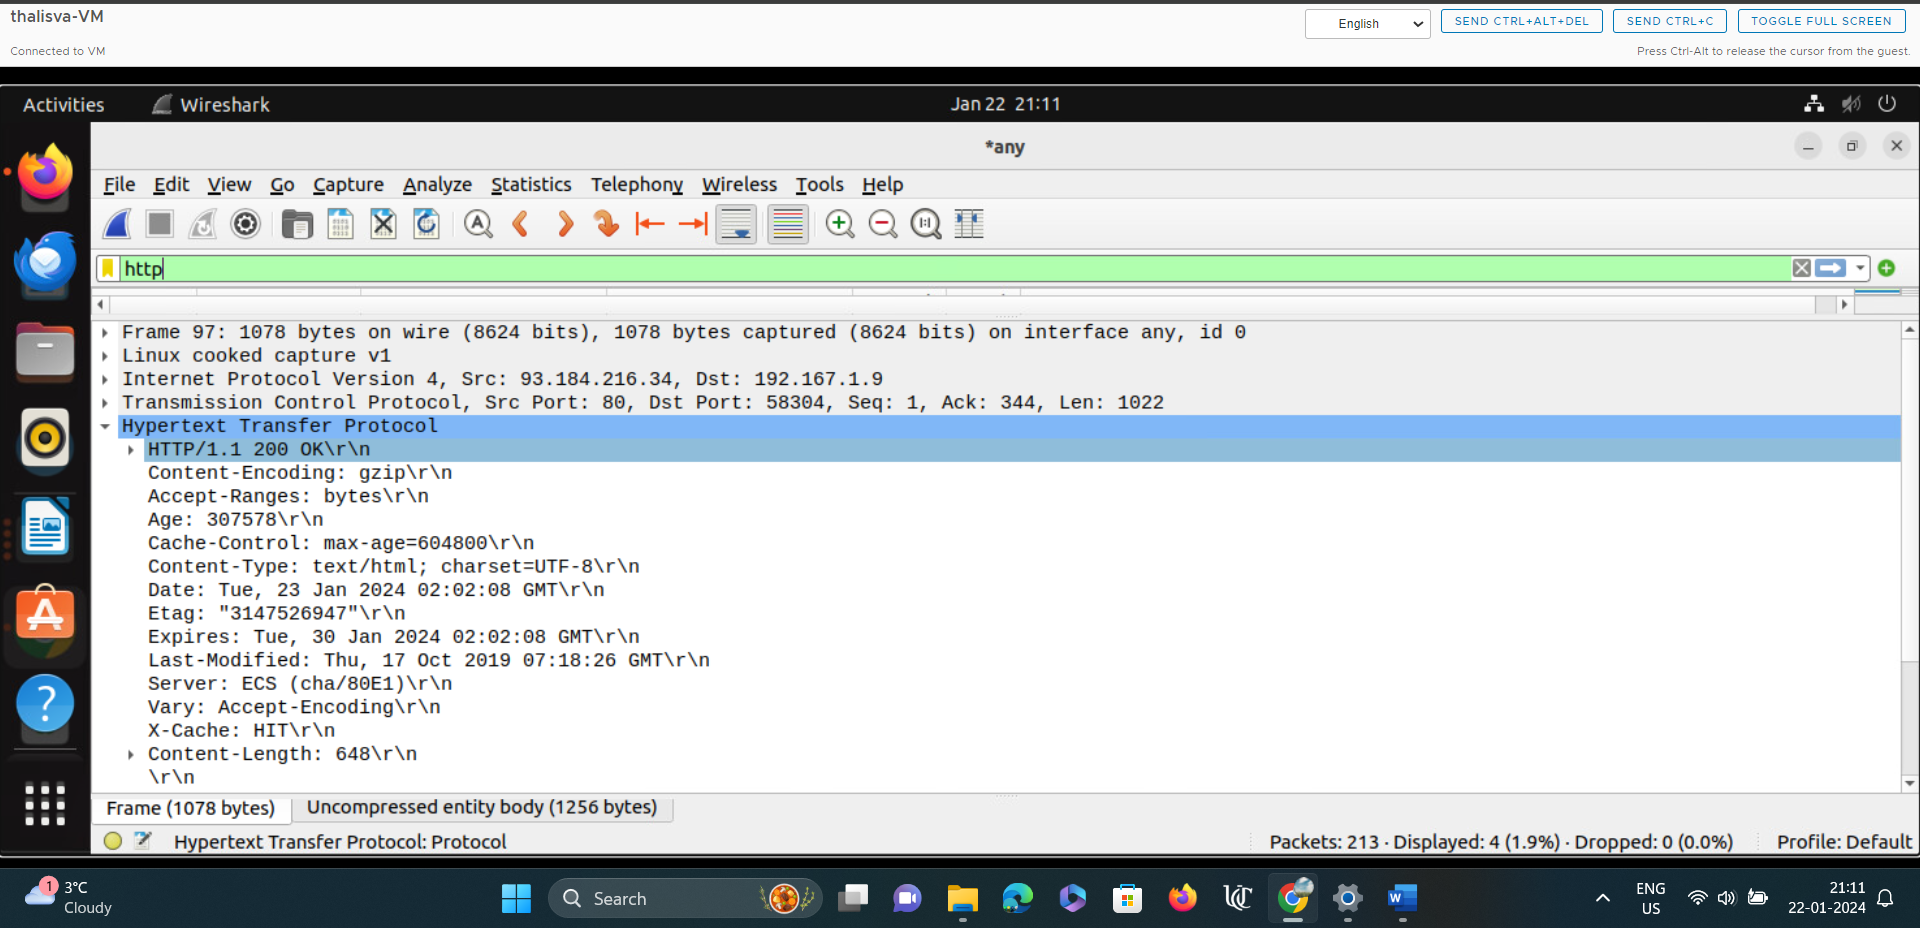 thalisva-VM
English
SEND CTRL+ALT+DEL
SEND CTRL+C
TOGGLE FULL SCREEN
Connected to VM
Press Ctrl-Alt to release the cursor from the guest.
Activities
Wireshark
Jan 22 21:11
*any
File Edit View Go Capture Analyze Statistics Telephony Wireless Tools Help
http
Frame 97: 1078 bytes on wire (8624 bits), 1078 bytes captured (8624 bits) on interface any, id 0
Linux cooked capture v1
Internet Protocol Version 4, Src: 93.184.216.34, Dst: 192.167.1.9
Transmission Control Protocol, Src Port: 80, Dst Port: 58304, Seq: 1, Ack: 344, Len: 1022
Hypertext Transfer Protocol
HTTP/1.1 200 OK\r\n
Content-Encoding: gzip\r\n
Accept-Ranges: bytes\r\n
Age: 307578\r\n
Cache-Control: max-age=604800\r\n
Content-Type: text/html; charset=UTF-8\r\n
Date: Tue, 23 Jan 2024 02:02:08 GMT\r\n
Etag: "3147526947"\r\n
Expires: Tue, 30 Jan 2024 02:02:08 GMT\r\n
Last-Modified: Thu, 17 Oct 2019 07:18:26 GMT\r\n
Server: ECS (cha/80E1)\r\n
Vary: Accept-Encoding\r\n
X-Cache: HIT\r\n
Content-Length: 648\r\n
\r\n
Frame (1078 bytes)
Uncompressed entity body (1256 bytes)
Hypertext Transfer Protocol: Protocol
Packets: 213 · Displayed: 4 (1.9%) · Dropped: 0 (0.0%)
Profile: Default
1
3°C
Cloudy
Search
ENG
US
21:11
22-01-2024